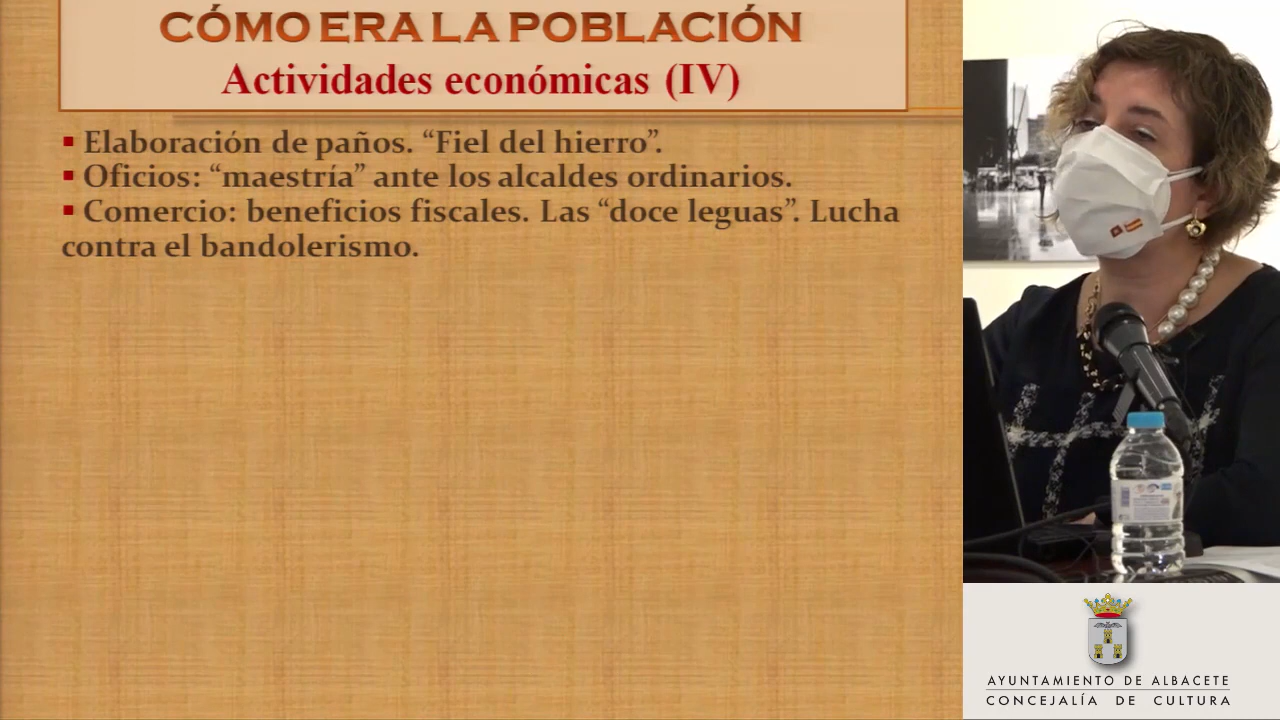 CÓMO ERA LA POBLACIÓN
Actividades económicas (IV)
▪ Elaboración de paños. “Fiel del hierro”.
▪ Oficios: “maestría” ante los alcaldes ordinarios.
▪ Comercio: beneficios fiscales. Las “doce leguas”. Lucha
contra el bandolerismo.
AYUNTAMIENTO DE ALBACETE
CONCEJALÍA DE CULTURA